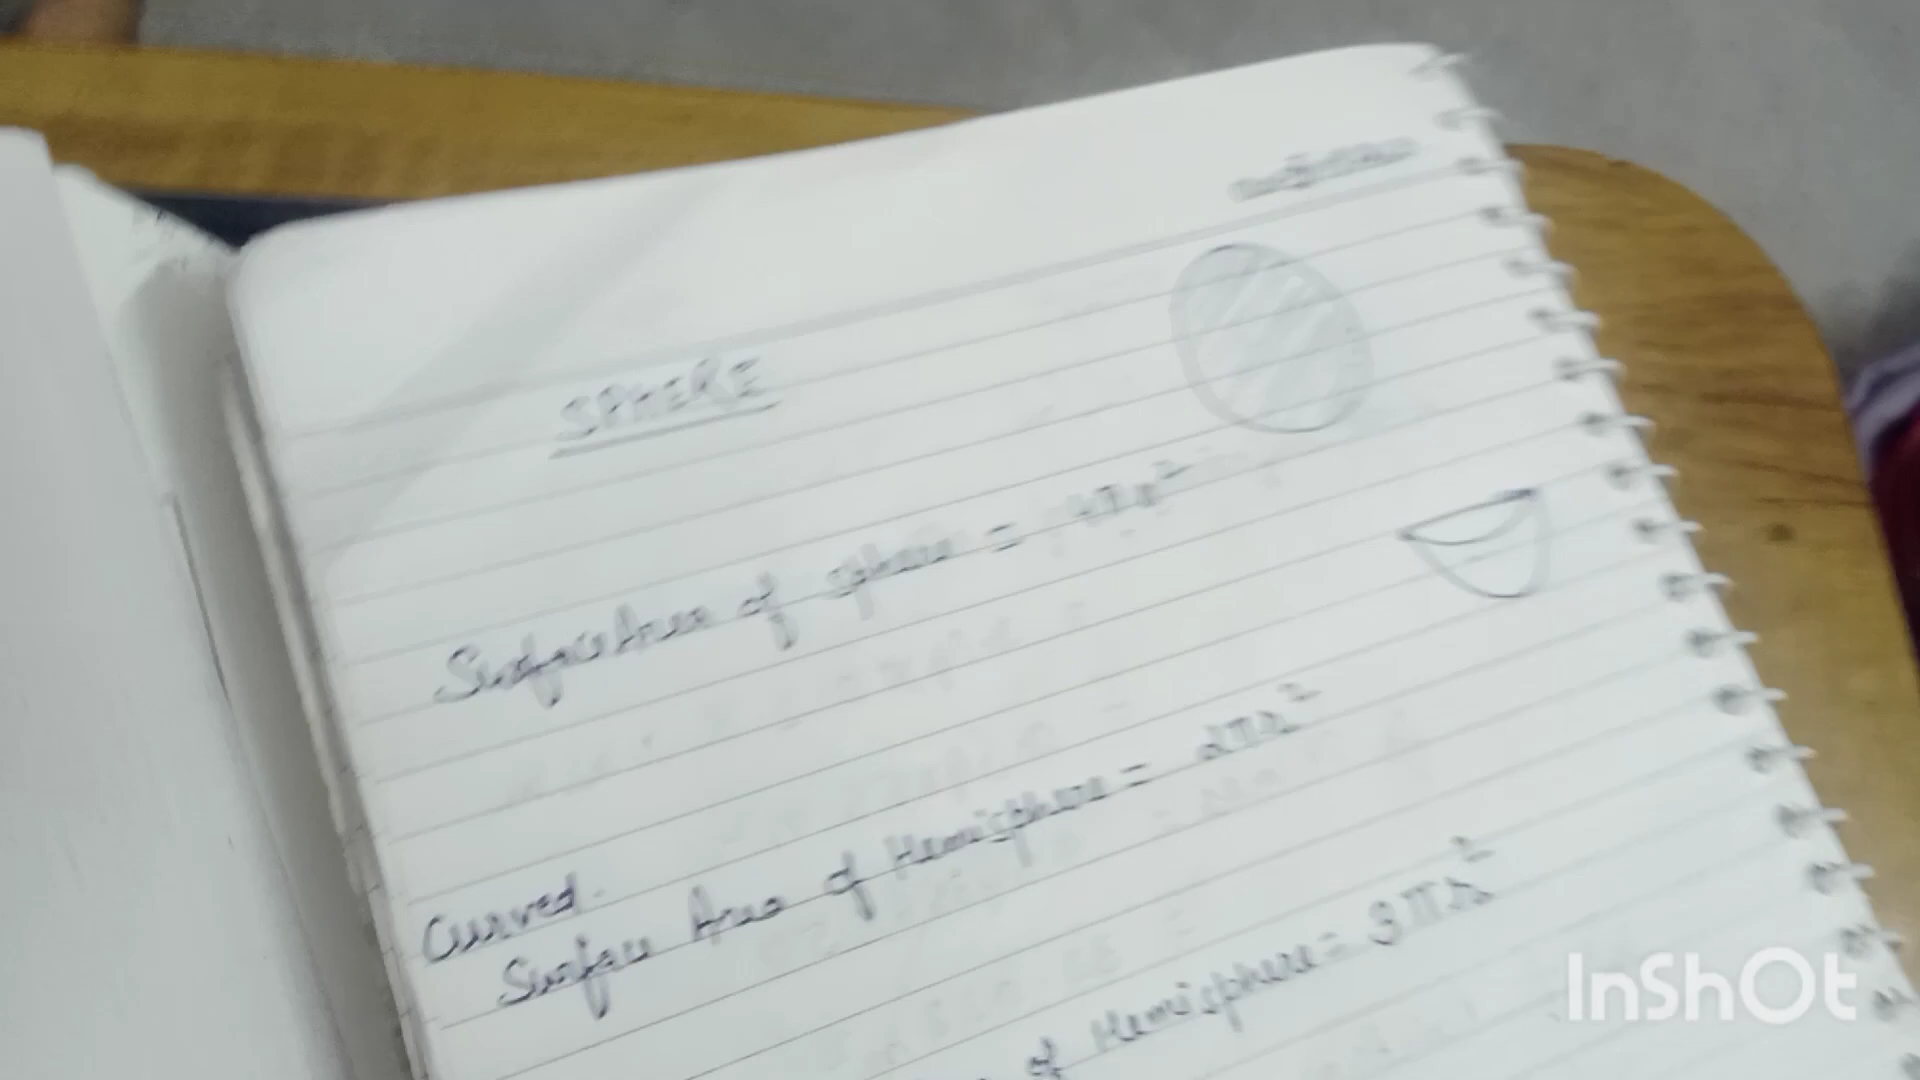 SPHERE
Surface Area of sphere = 4πr²
Curved
Surface Area of Hemisphere = 2πr²
of Hemisphere = 3πr²
InShOt